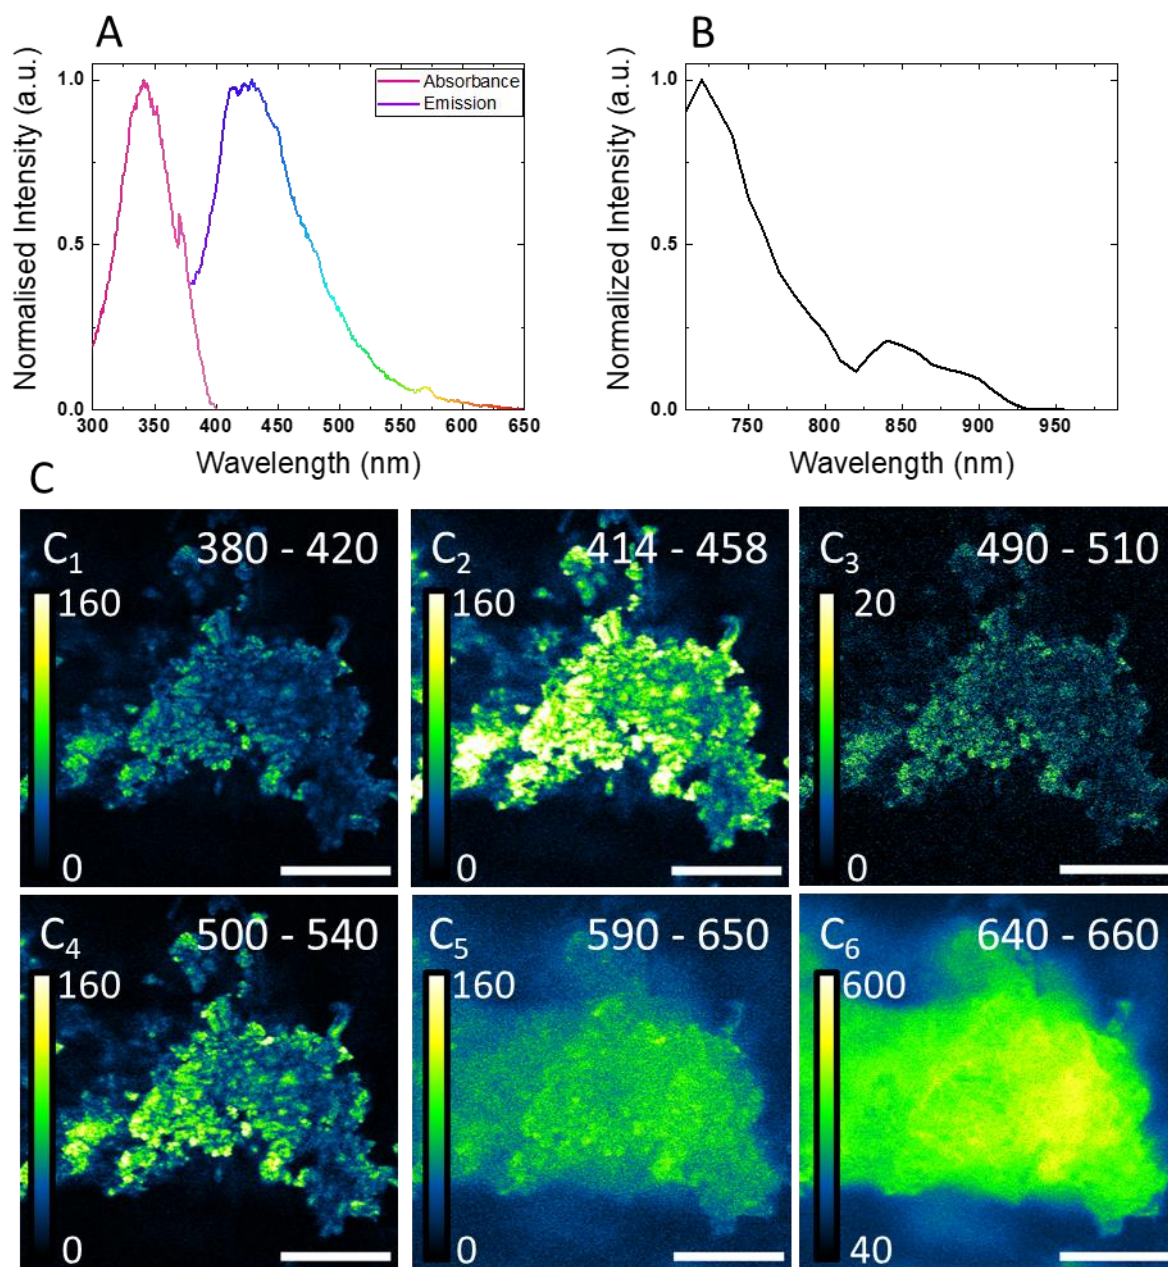 A
Normalised Intensity (a.u.)
1.0
0.5
0.0
Absorbance
Emission
300 350 400 450 500 550 600 650
Wavelength (nm)
B
Normalized Intensity (a.u.)
1.0
0.5
0.0
750 800 850 900 950
Wavelength (nm)
C
C₁ 380 - 420
160
0
C₂ 414 - 458
160
0
C₃ 490 - 510
20
0
C₄ 500 - 540
160
0
C₅ 590 - 650
160
0
C₆ 640 - 660
600
40